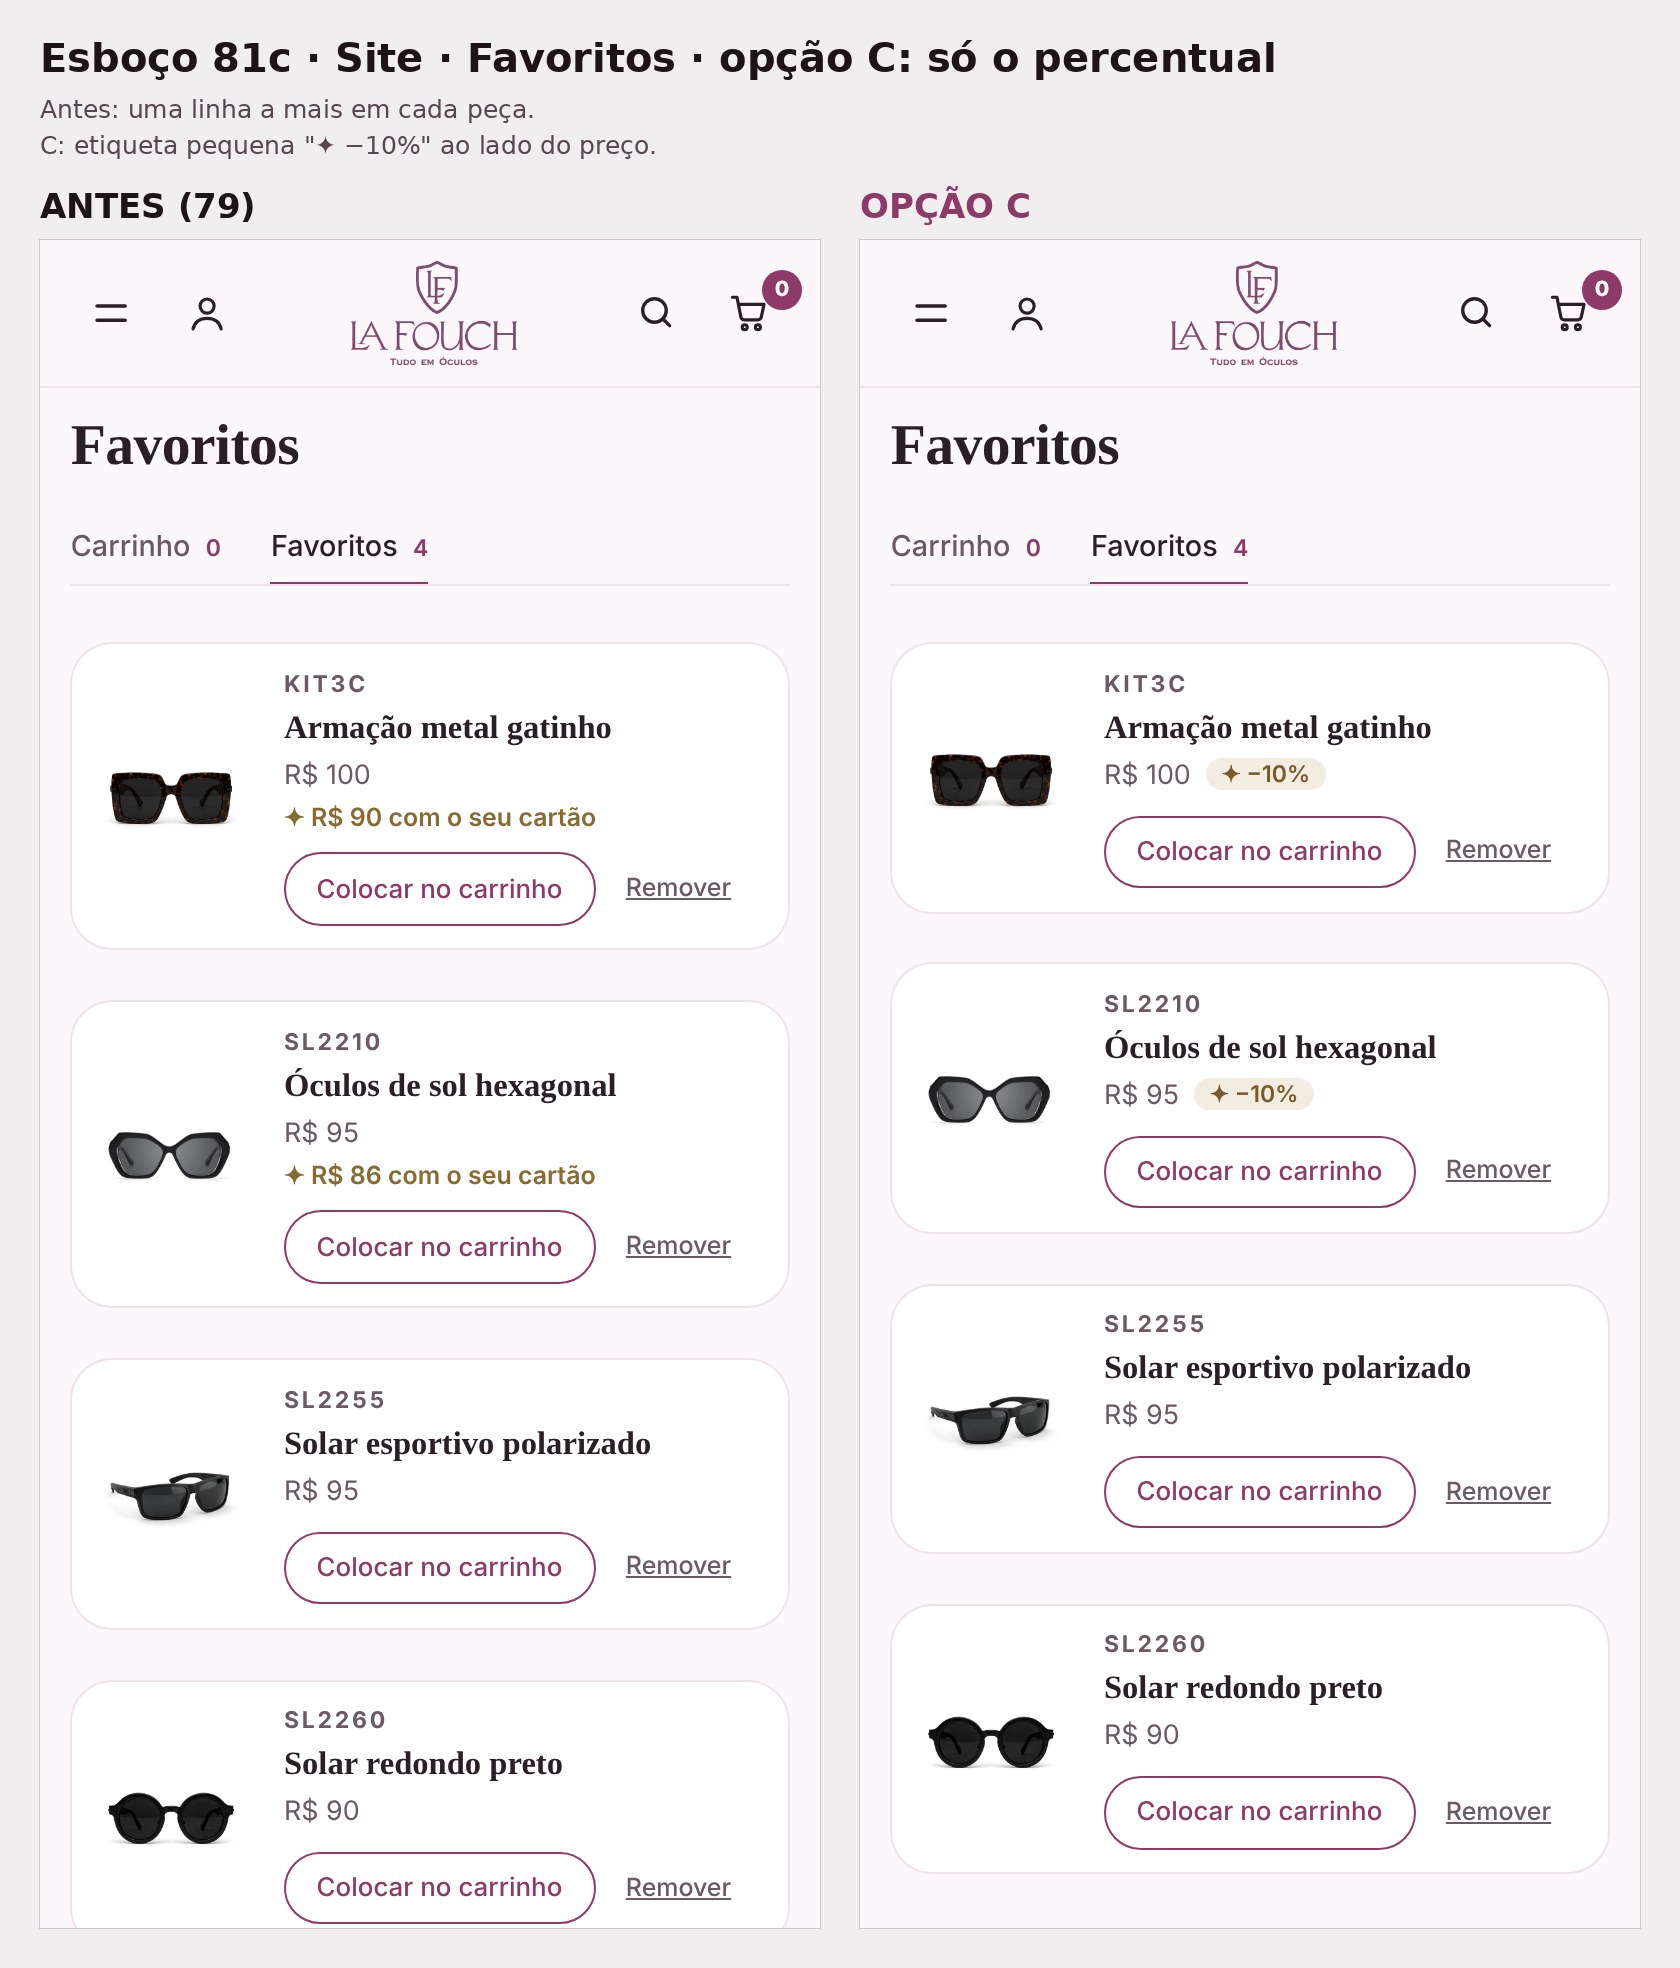 Esboço 81c · Site · Favoritos · opção C: só o percentual
Antes: uma linha a mais em cada peça.
C: etiqueta pequena "✦ −10%" ao lado do preço.
ANTES (79)
0
LF
LA FOUCH
TUDO EM ÓCULOS
Favoritos
Carrinho 0 Favoritos 4
KIT3C
Armação metal gatinho
R$ 100
✦ R$ 90 com o seu cartão
Colocar no carrinho Remover
SL2210
Óculos de sol hexagonal
R$ 95
✦ R$ 86 com o seu cartão
Colocar no carrinho Remover
SL2255
Solar esportivo polarizado
R$ 95
Colocar no carrinho Remover
SL2260
Solar redondo preto
R$ 90
Colocar no carrinho Remover
OPÇÃO C
0
LF
LA FOUCH
TUDO EM ÓCULOS
Favoritos
Carrinho 0 Favoritos 4
KIT3C
Armação metal gatinho
R$ 100 ✦ −10%
Colocar no carrinho Remover
SL2210
Óculos de sol hexagonal
R$ 95 ✦ −10%
Colocar no carrinho Remover
SL2255
Solar esportivo polarizado
R$ 95
Colocar no carrinho Remover
SL2260
Solar redondo preto
R$ 90
Colocar no carrinho Remover